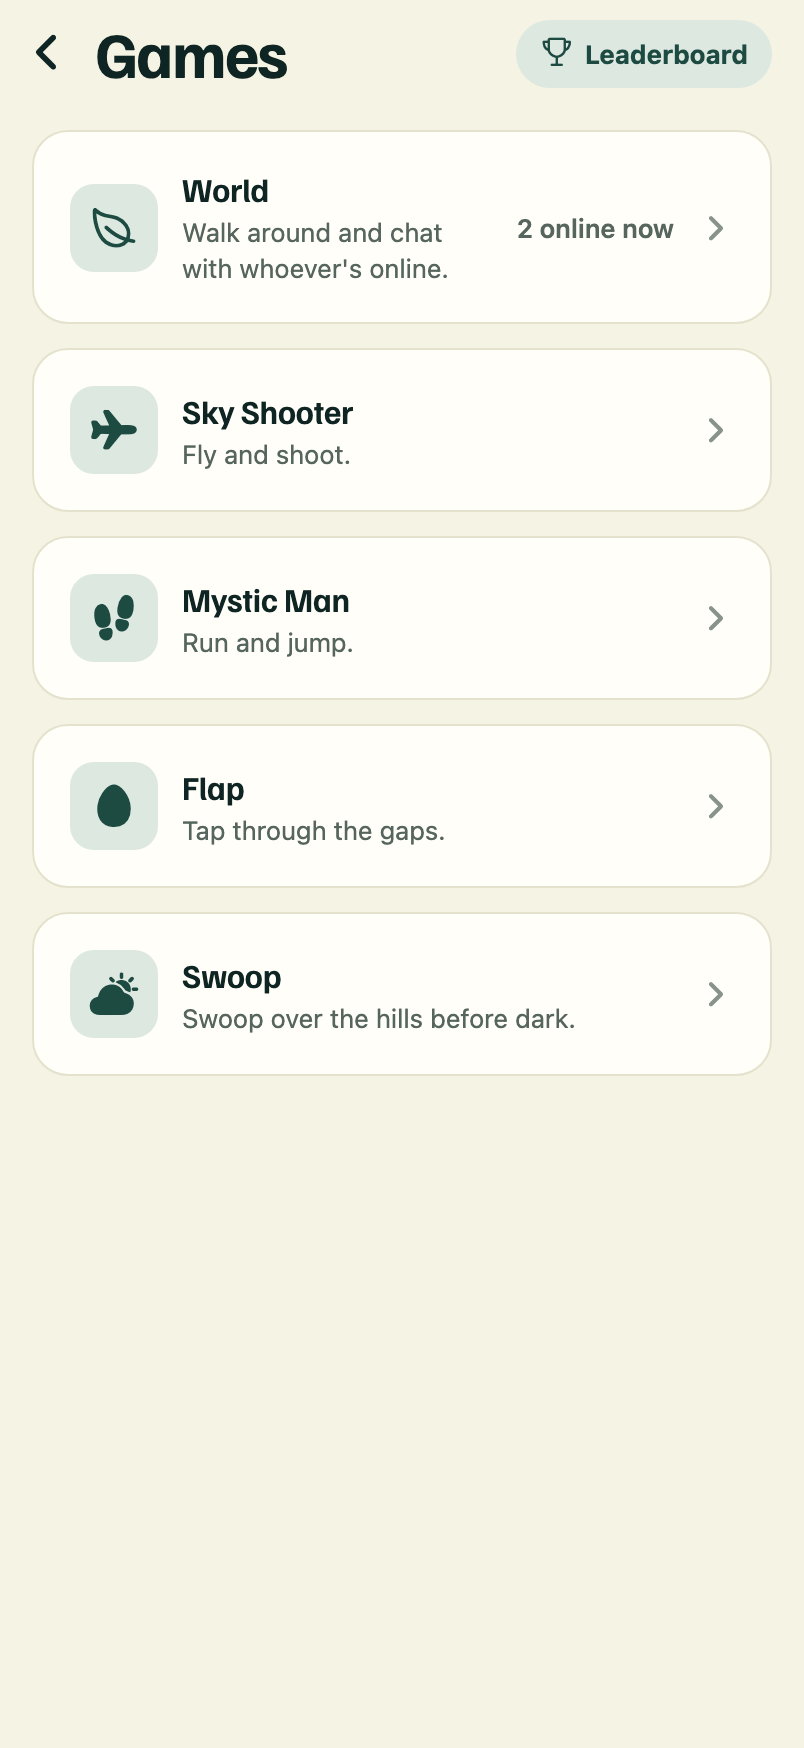 Games
Leaderboard
World
Walk around and chat
with whoever's online.
2 online now
Sky Shooter
Fly and shoot.
Mystic Man
Run and jump.
Flap
Tap through the gaps.
Swoop
Swoop over the hills before dark.